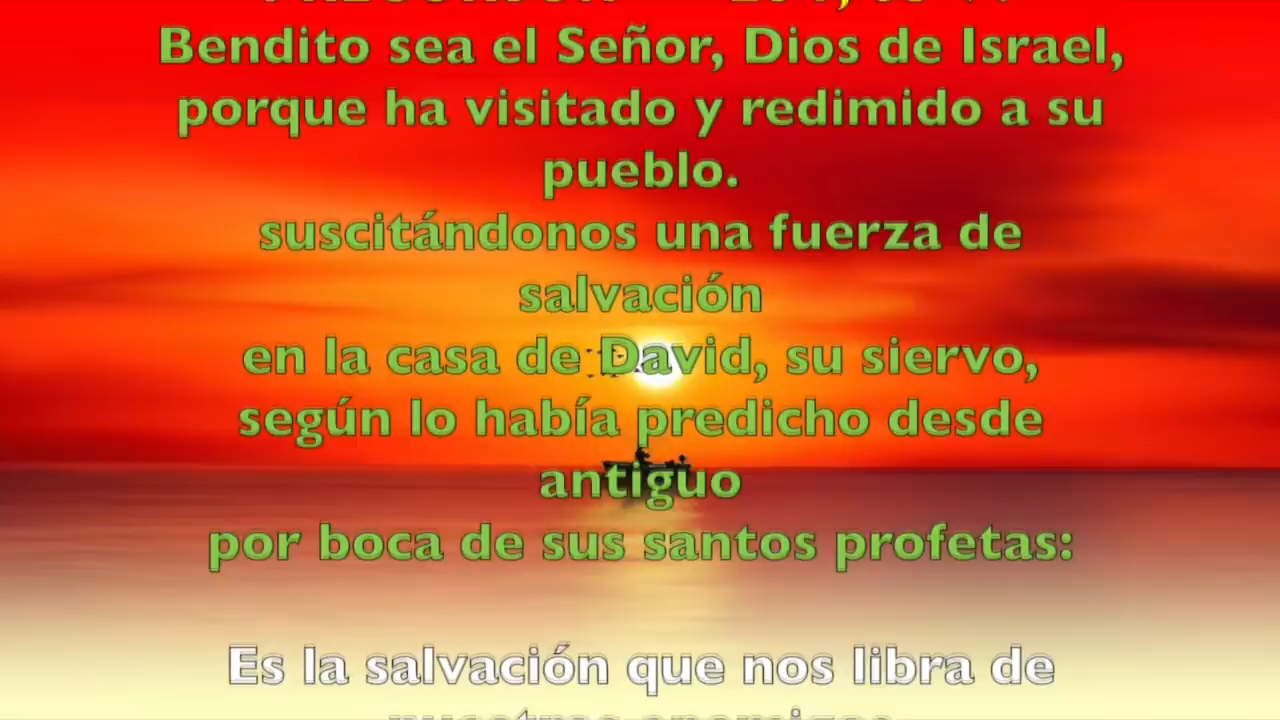 Bendito sea el Señor, Dios de Israel,
porque ha visitado y redimido a su
pueblo.
suscitándonos una fuerza de
salvación
en la casa de David, su siervo,
según lo había predicho desde
antiguo
por boca de sus santos profetas:
Es la salvación que nos libra de